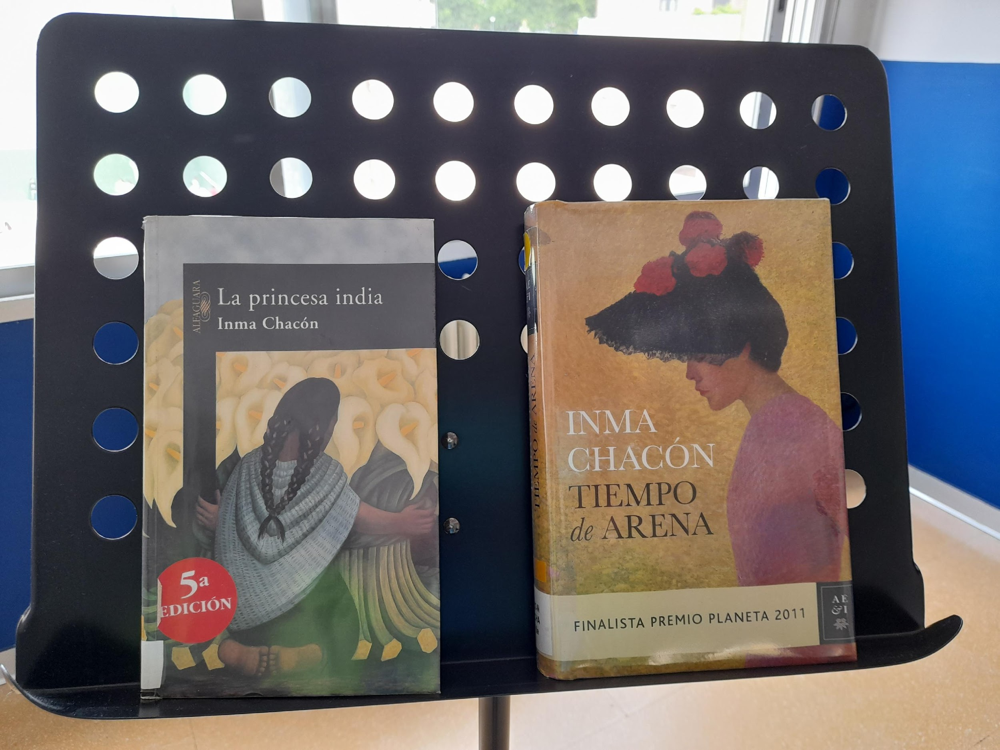 ALFAGUARA
La princesa india
Inma Chacón
5a
EDICIÓN
TIEMPO de ARENA
INMA
CHACÓN
TIEMPO
de ARENA
FINALISTA PREMIO PLANETA 2011
AE
&I